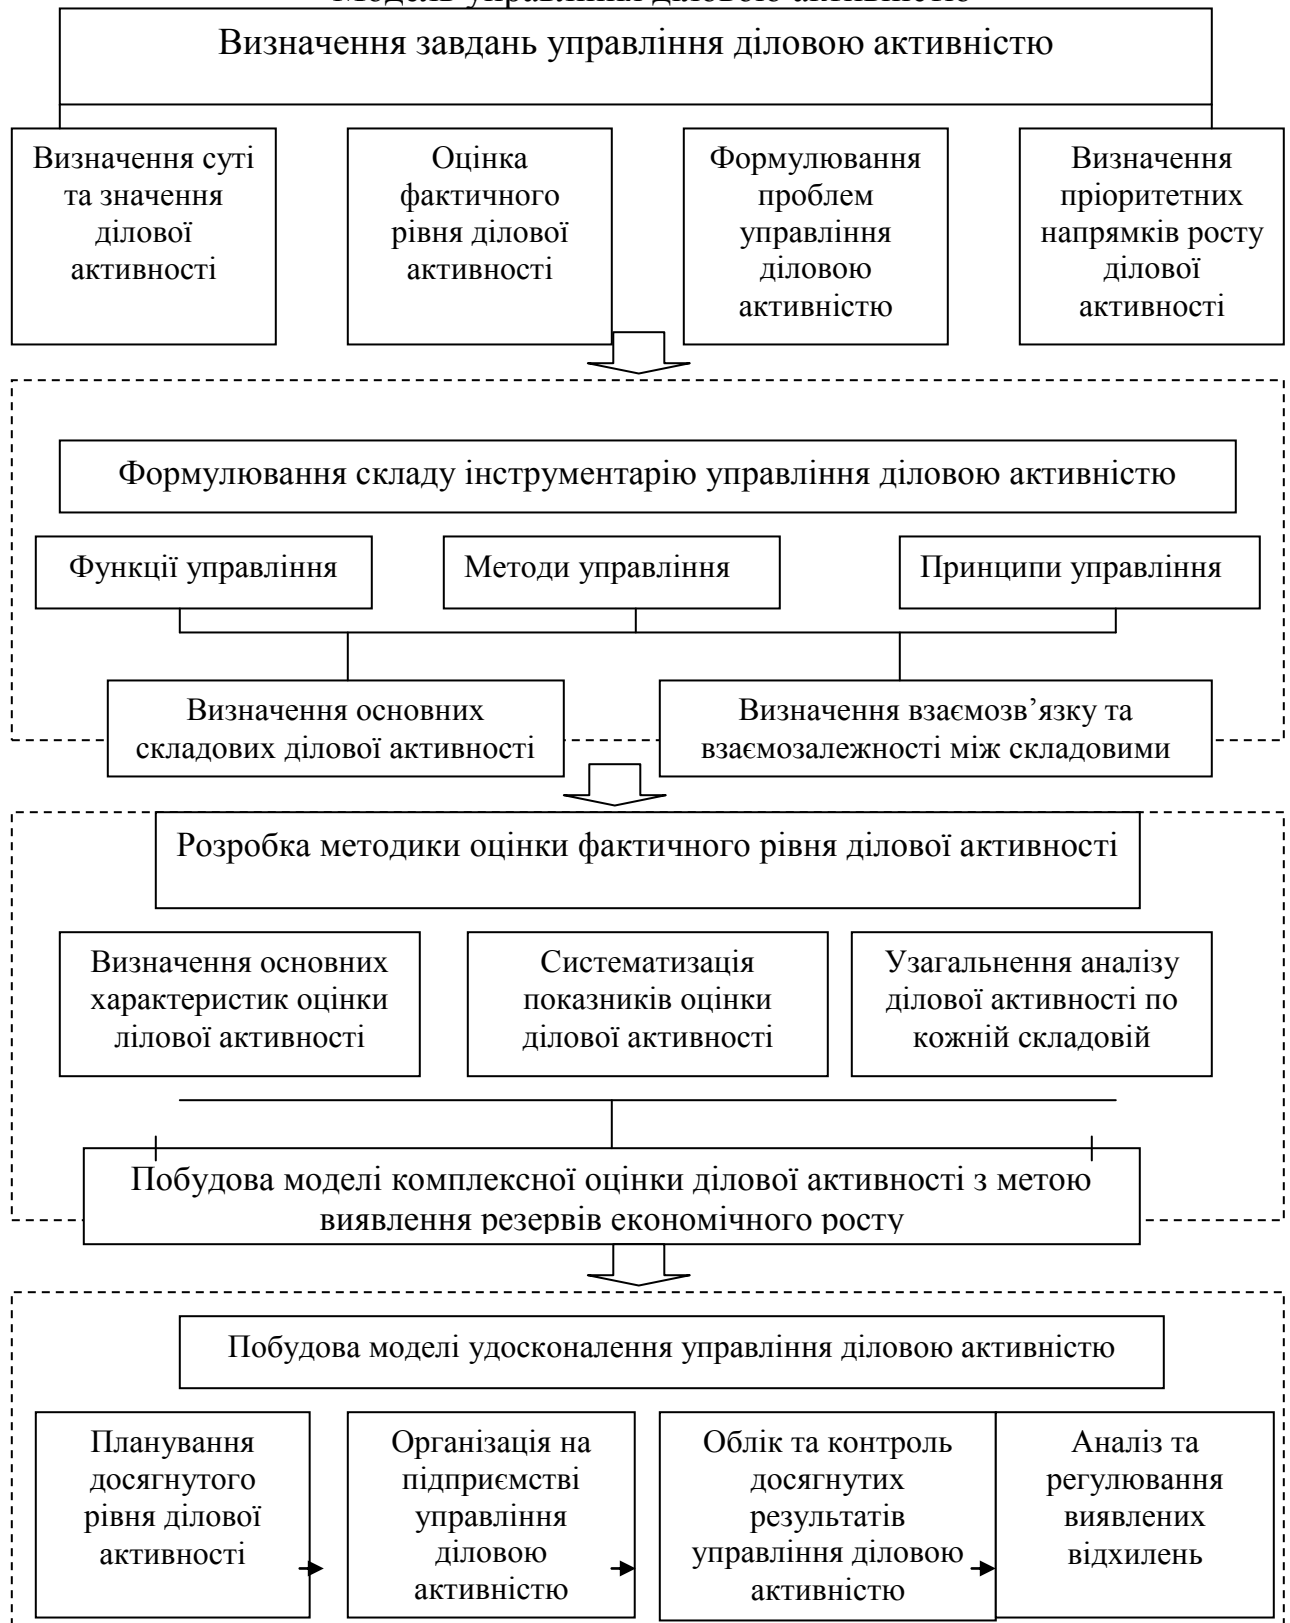 Модель управління діловою активністю
Визначення завдань управління діловою активністю
Визначення суті
та значення
ділової
активності
Оцінка
фактичного
рівня ділової
активності
Формулювання
проблем
управління
діловою
активністю
Визначення
пріоритетних
напрямків росту
ділової
активності
Формулювання складу інструментарію управління діловою активністю
Функції управління
Методи управління
Принципи управління
Визначення основних
складових ділової активності
Визначення взаємозв’язку та
взаємозалежності між складовими
Розробка методики оцінки фактичного рівня ділової активності
Визначення основних
характеристик оцінки
лілової активності
Систематизація
показників оцінки
ділової активності
Узагальнення аналізу
ділової активності по
кожній складовій
Побудова моделі комплексної оцінки ділової активності з метою
виявлення резервів економічного росту
Побудова моделі удосконалення управління діловою активністю
Планування
досягнутого
рівня ділової
активності
Організація на
підприємстві
управління
діловою
активністю
Облік та контроль
досягнутих
результатів
управління діловою
активністю
Аналіз та
регулювання
виявлених
відхилень